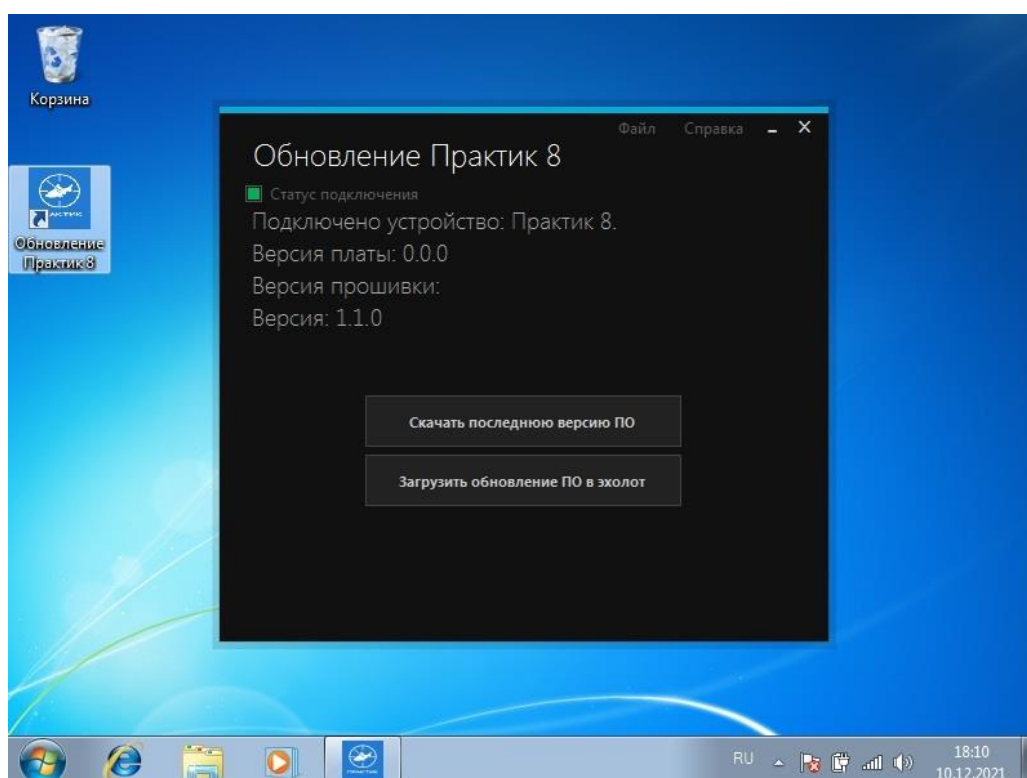 Корзина
Файл Справка
Обновление Практик 8
Статус подключения
Подключено устройство: Практик 8.
Версия платы: 0.0.0
Версия прошивки:
Версия: 1.1.0
Обновление
Практик 8
Скачать последнюю версию ПО
Загрузить обновление ПО в эхолот
RU
18:10
10.12.2021